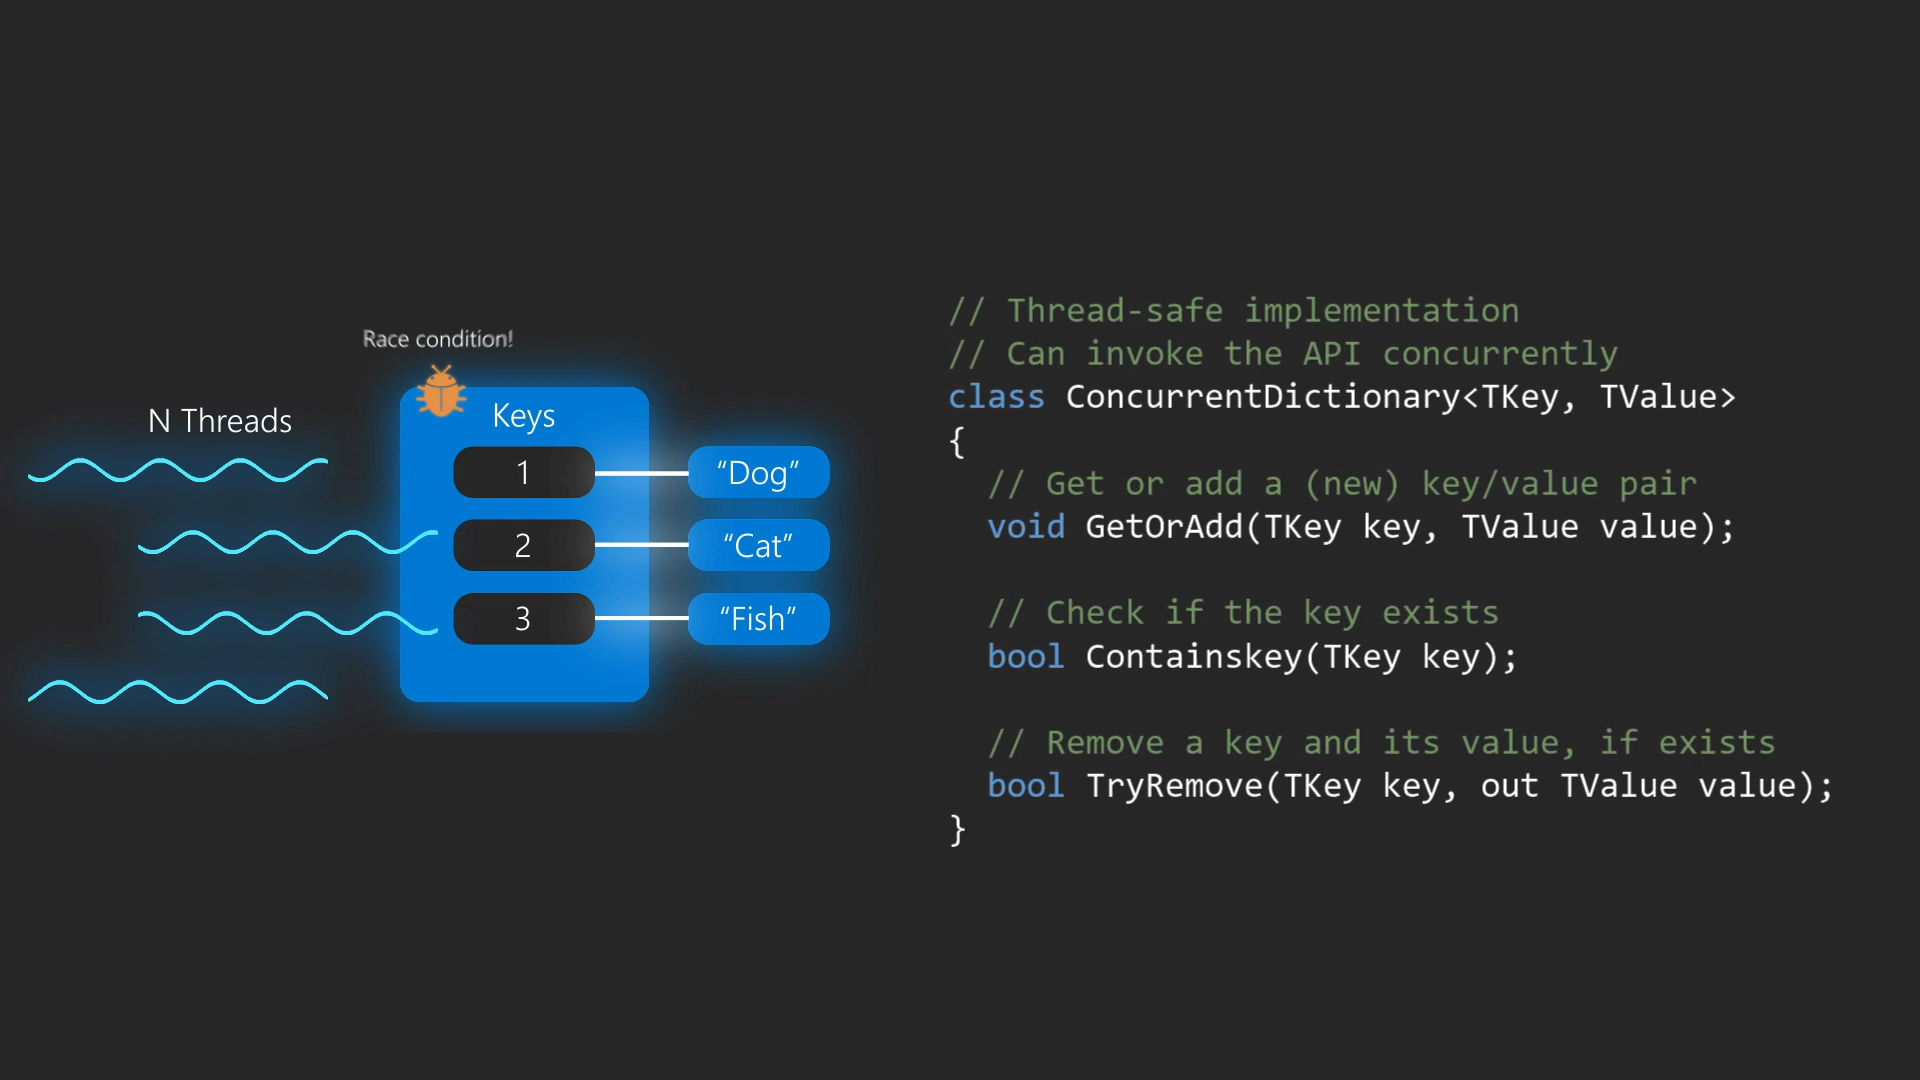 Race condition!
N Threads
Keys
1
“Dog”
2
“Cat”
3
“Fish”
// Thread-safe implementation
// Can invoke the API concurrently
class ConcurrentDictionary<TKey, TValue>
{
// Get or add a (new) key/value pair
void GetOrAdd(TKey key, TValue value);
// Check if the key exists
bool Containskey(TKey key);
// Remove a key and its value, if exists
bool TryRemove(TKey key, out TValue value);
}